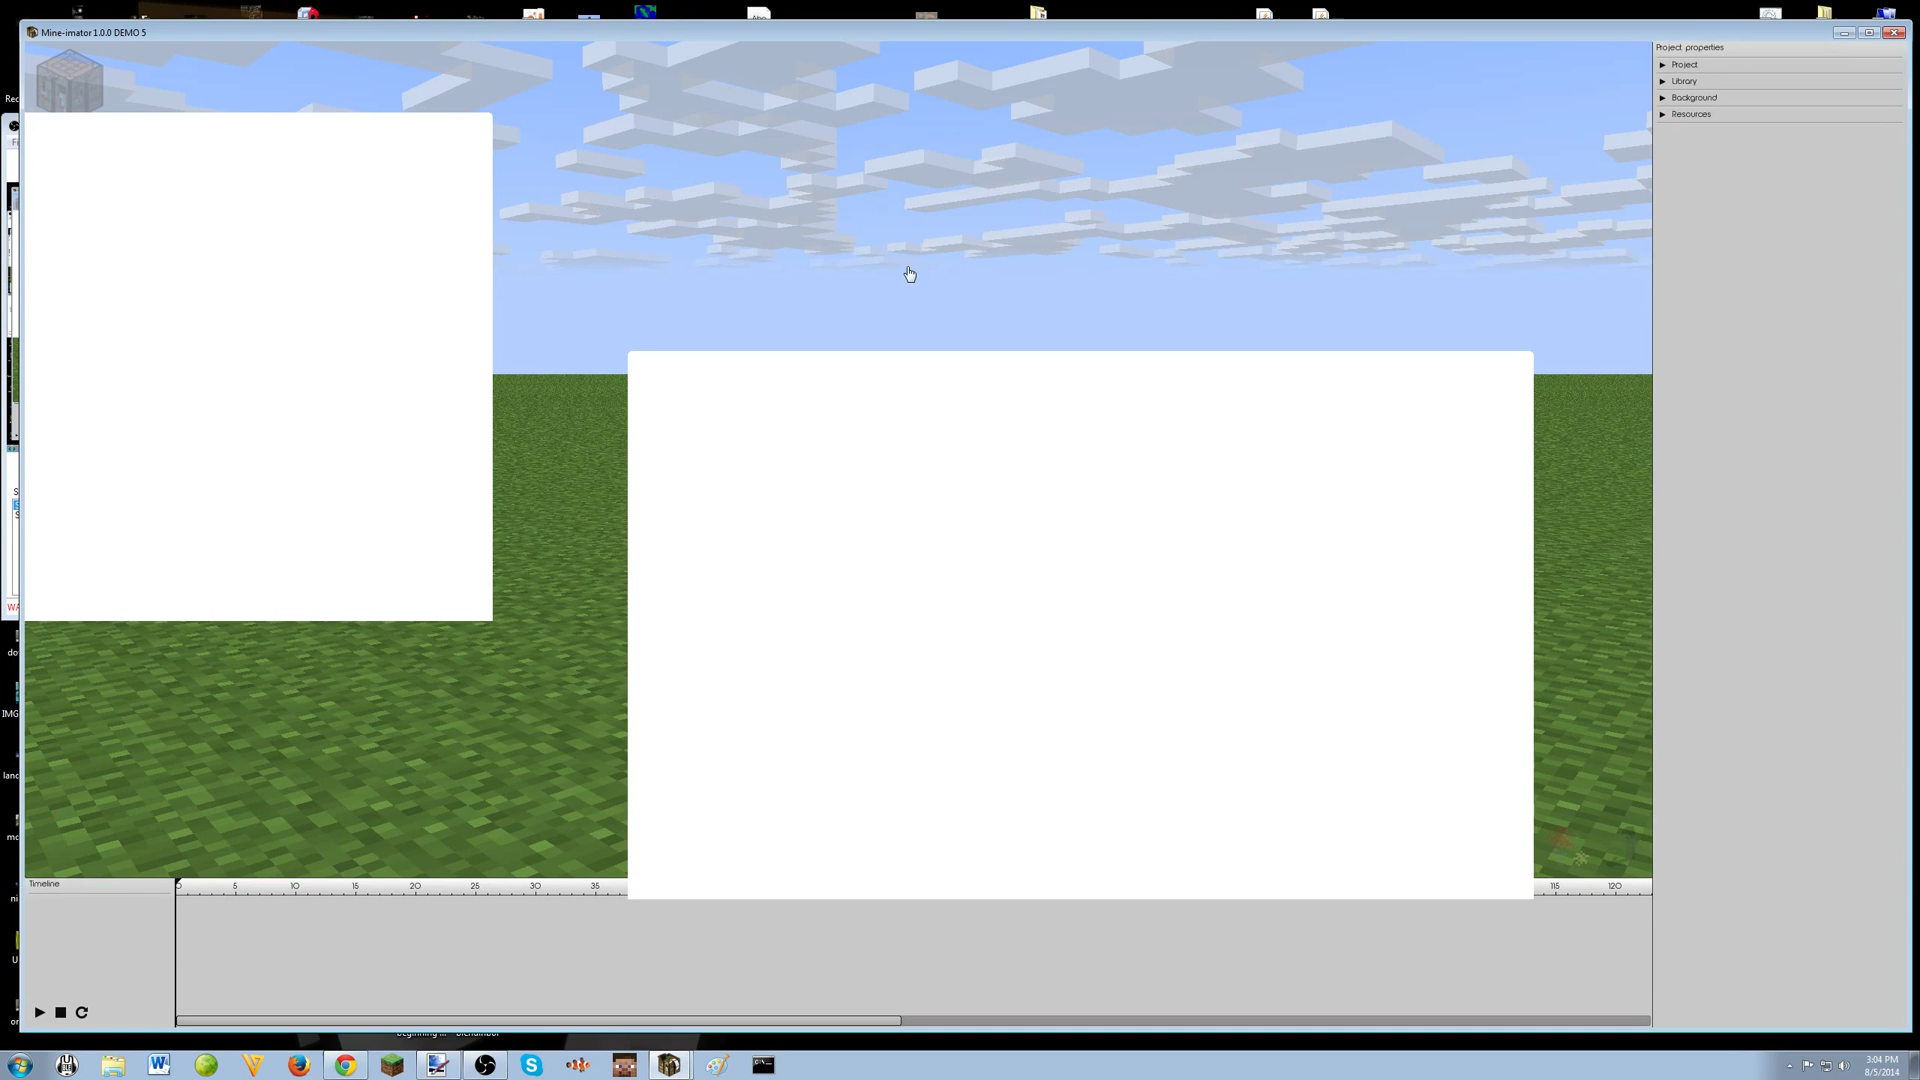 Mine-imator 1.0.0 DEMO 5
Project properties
Project
Library
Background
Resources
Timeline
0 5 10 15 20 25 30 35 115 120
3:04 PM
8/5/2014